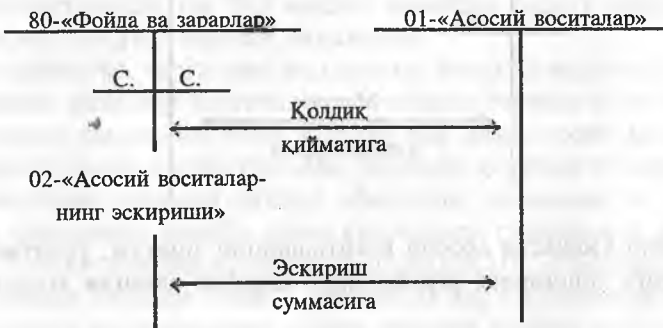 80-«Фойда ва зарарлар»
01-«Асосий воситалар»
С. С.
Қолдиқ
қийматига
02-«Асосий воситалар-
нинг эскириши»
Эскириш
суммасига